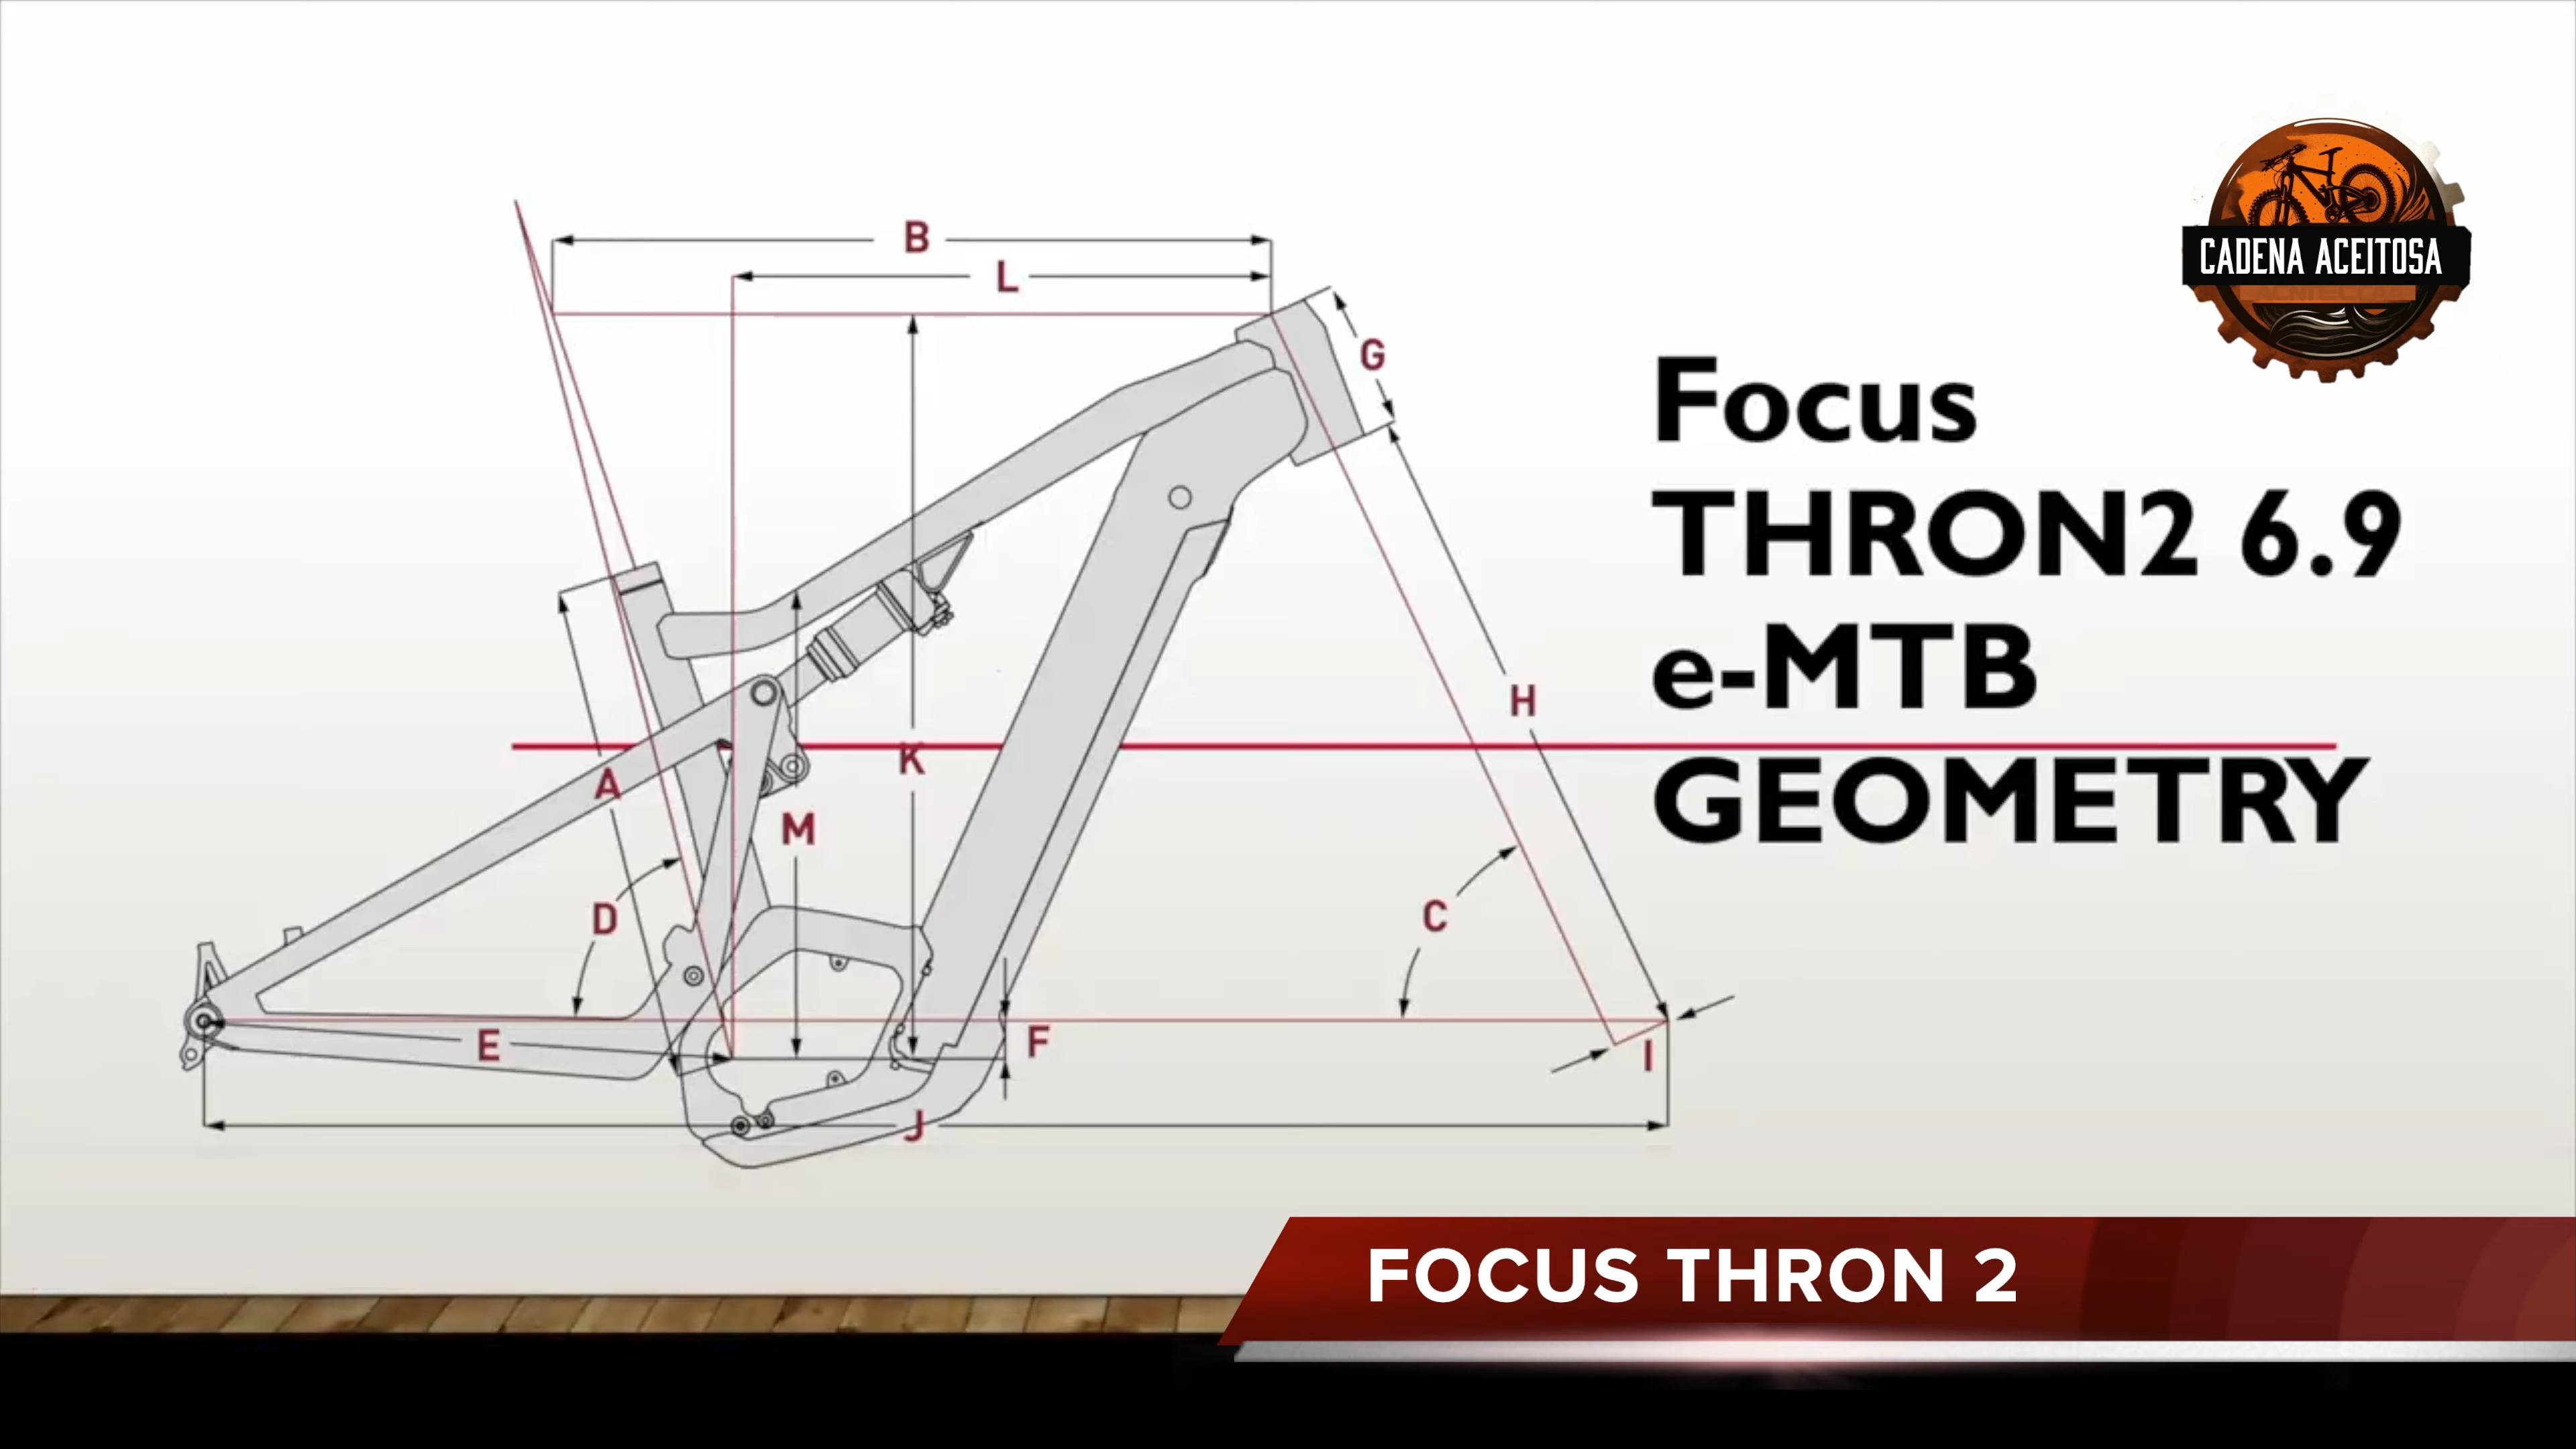 B
L
G
CADENA ACEITOSA
Focus
THRON2 6.9
e-MTB
GEOMETRY
H
A
K
M
D
C
E
F
I
J
FOCUS THRON 2